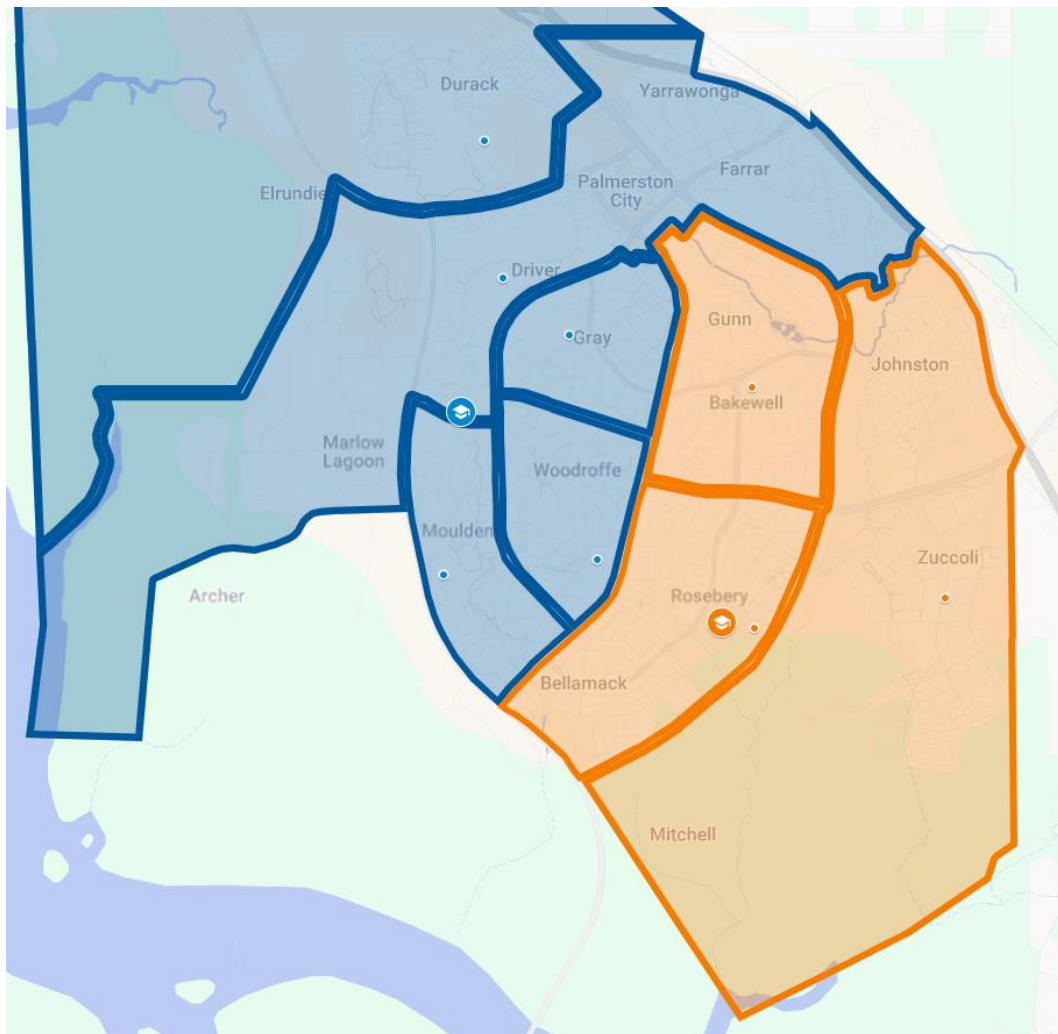 Durack
Yarrawonga
Farrar
Elrundie
Palmerston
City
Driver
Gray
Gunn
Johnston
Bakewell
Marlow
Lagoon
Woodroffe
Moulden
Zuccoli
Archer
Rosebery
Bellamack
Mitchell